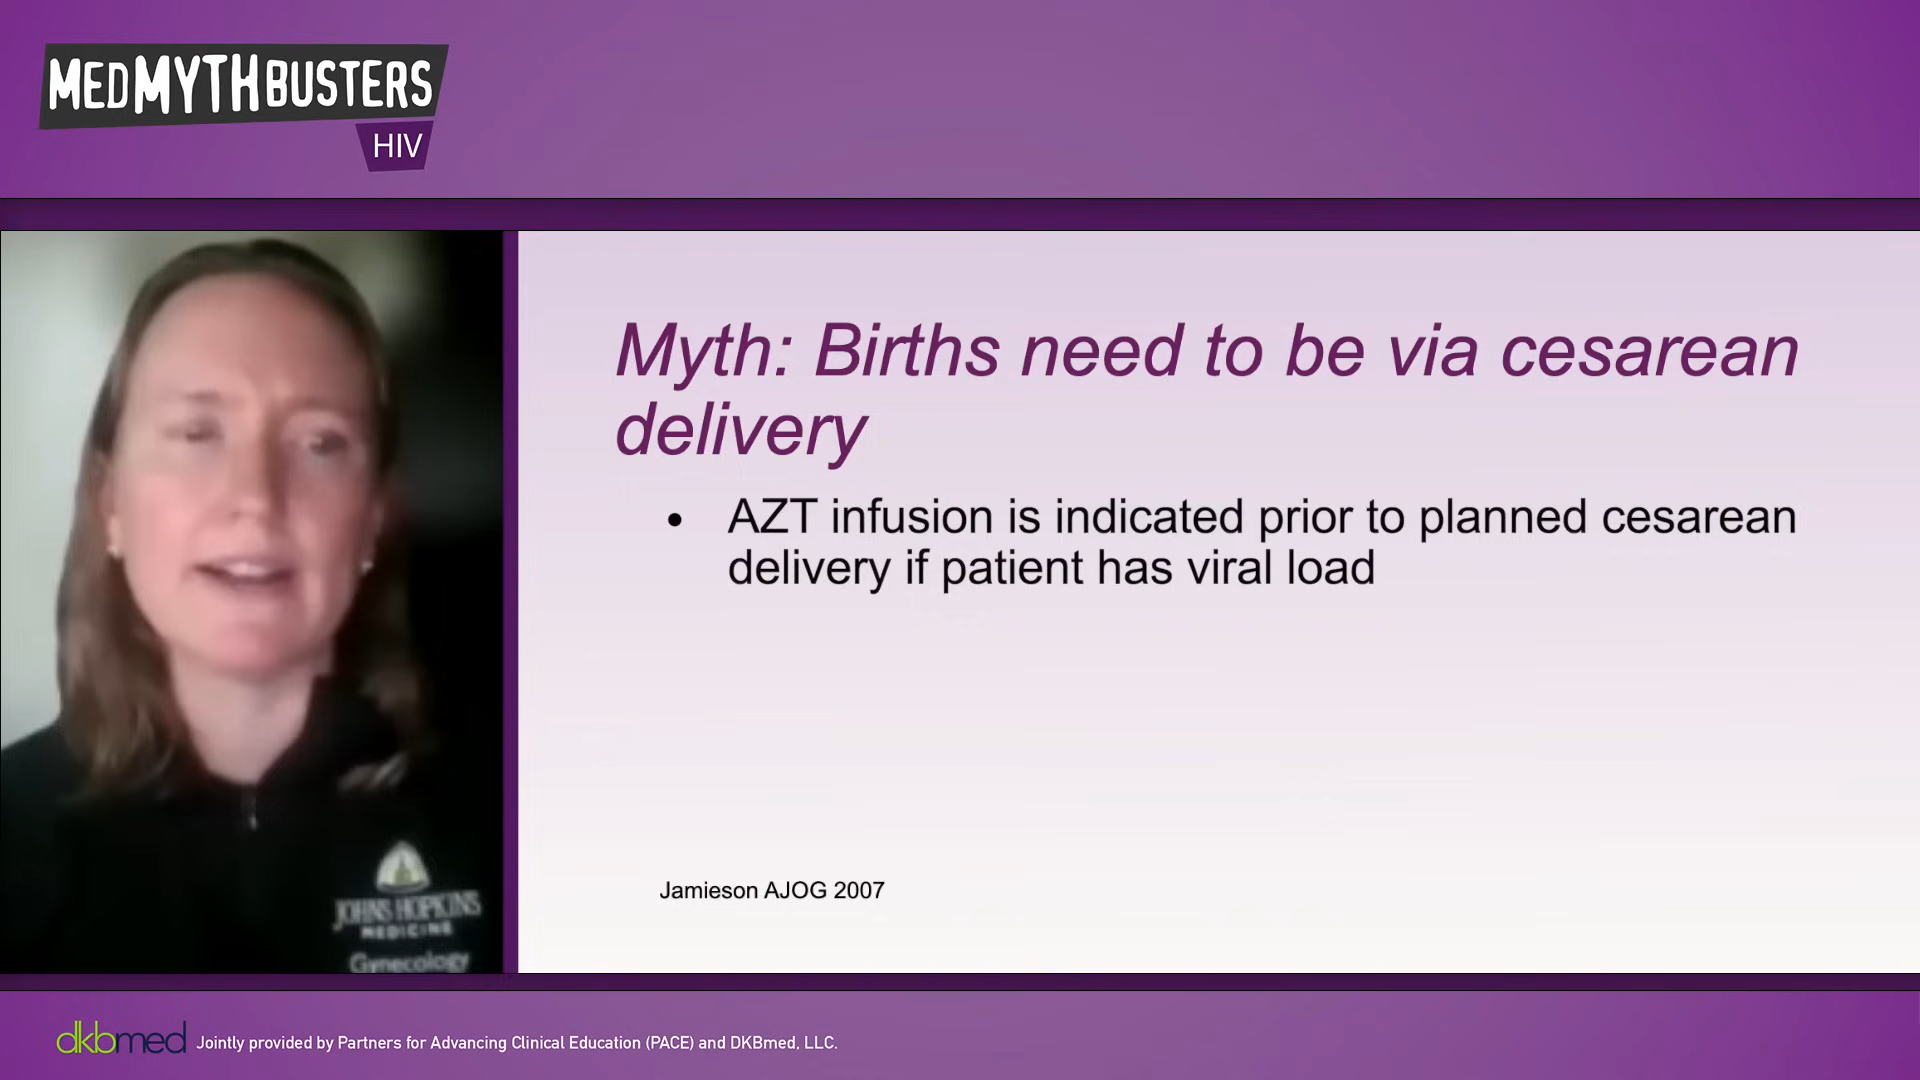 MEDMYTHBUSTERS
HIV
Myth: Births need to be via cesarean
delivery
• AZT infusion is indicated prior to planned cesarean
delivery if patient has viral load
Jamieson AJOG 2007
JOHNS HOPKINS
MEDICINE
Gynecology
dkbmed Jointly provided by Partners for Advancing Clinical Education (PACE) and DKBmed, LLC.